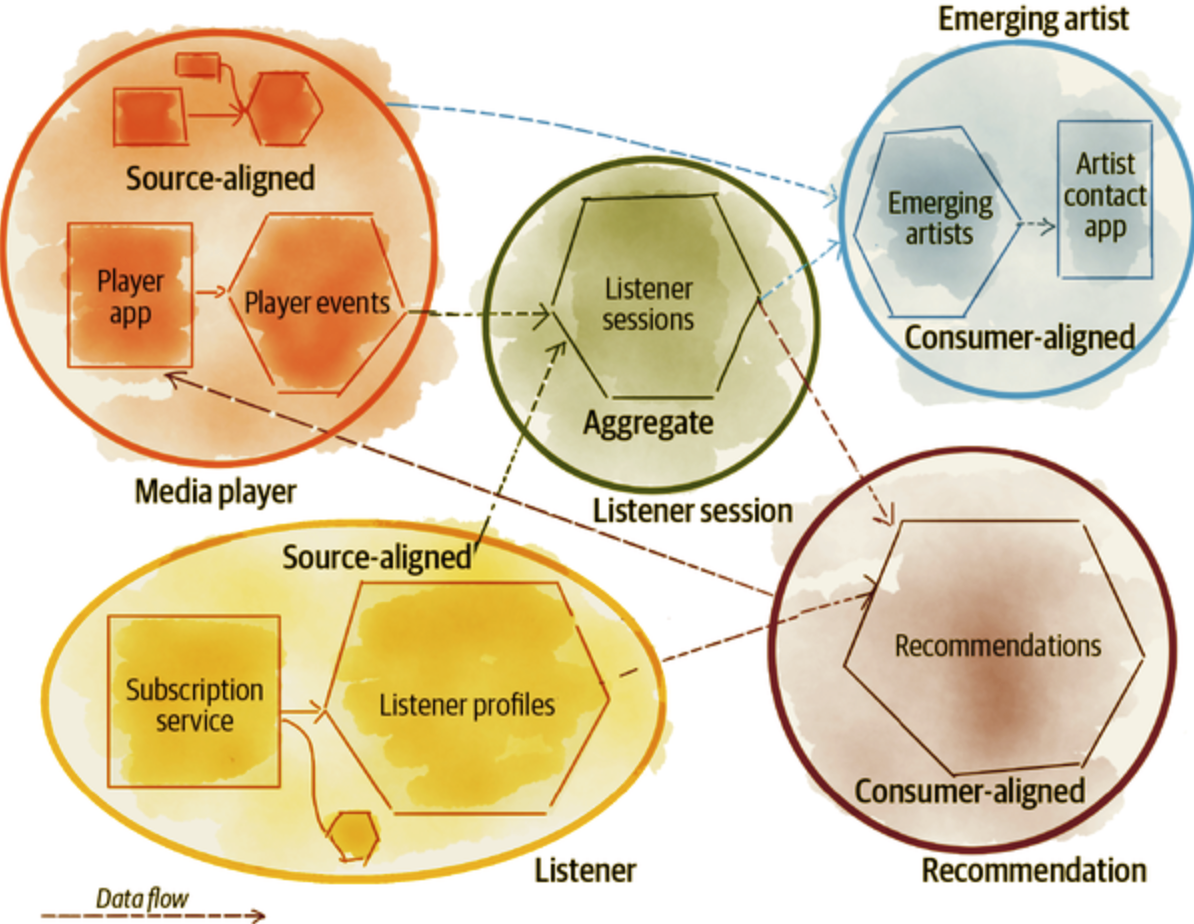 Emerging artist
Source-aligned
Player
app
Player events
Media player
Listener
sessions
Aggregate
Listener session
Emerging
artists
Artist
contact
app
Consumer-aligned
Source-aligned
Subscription
service
Listener profiles
Listener
Recommendations
Consumer-aligned
Recommendation
Data flow